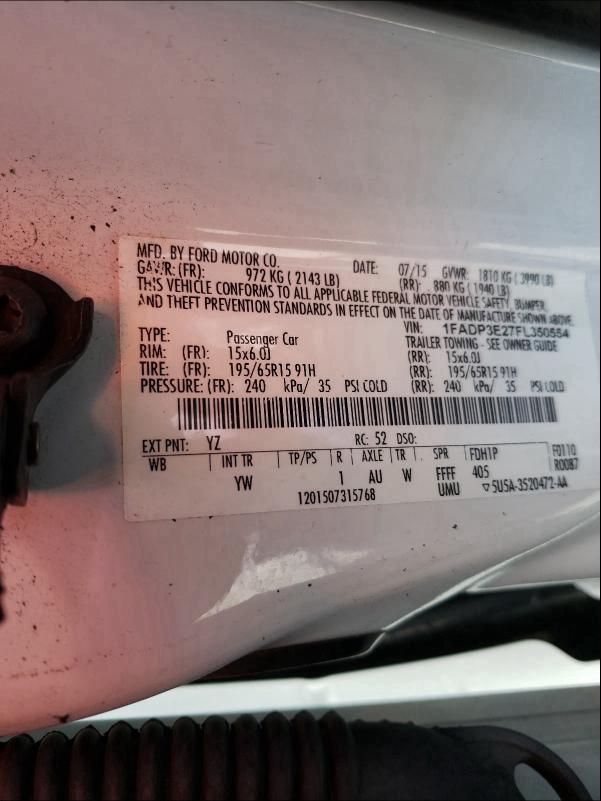 MFD. BY FORD MOTOR CO.
DATE: 07/15 GVWR: 1810 KG ( 3990 LB)
GAWR: (FR): 972 KG ( 2143 LB) (RR): 880 KG ( 1940 LB)
THIS VEHICLE CONFORMS TO ALL APPLICABLE FEDERAL MOTOR VEHICLE SAFETY, BUMPER,
AND THEFT PREVENTION STANDARDS IN EFFECT ON THE DATE OF MANUFACTURE SHOWN ABOVE.
VIN: 1FADP3E27FL350554
TYPE: Passenger Car TRAILER TOWING - SEE OWNER GUIDE
RIM: (FR): 15x6.0J (RR): 15x6.0J
TIRE: (FR): 195/65R15 91H (RR): 195/65R15 91H
PRESSURE: (FR): 240 kPa/ 35 PSI COLD (RR): 240 kPa/ 35 PSI COLD
EXT PNT: YZ RC: 52 DSO: F0110
WB INT TR TP/PS R AXLE TR SPR FDH1P R0087
YW 1 AU W FFFF 405
1201507315768 UMU ▽5U5A-3520472-AA